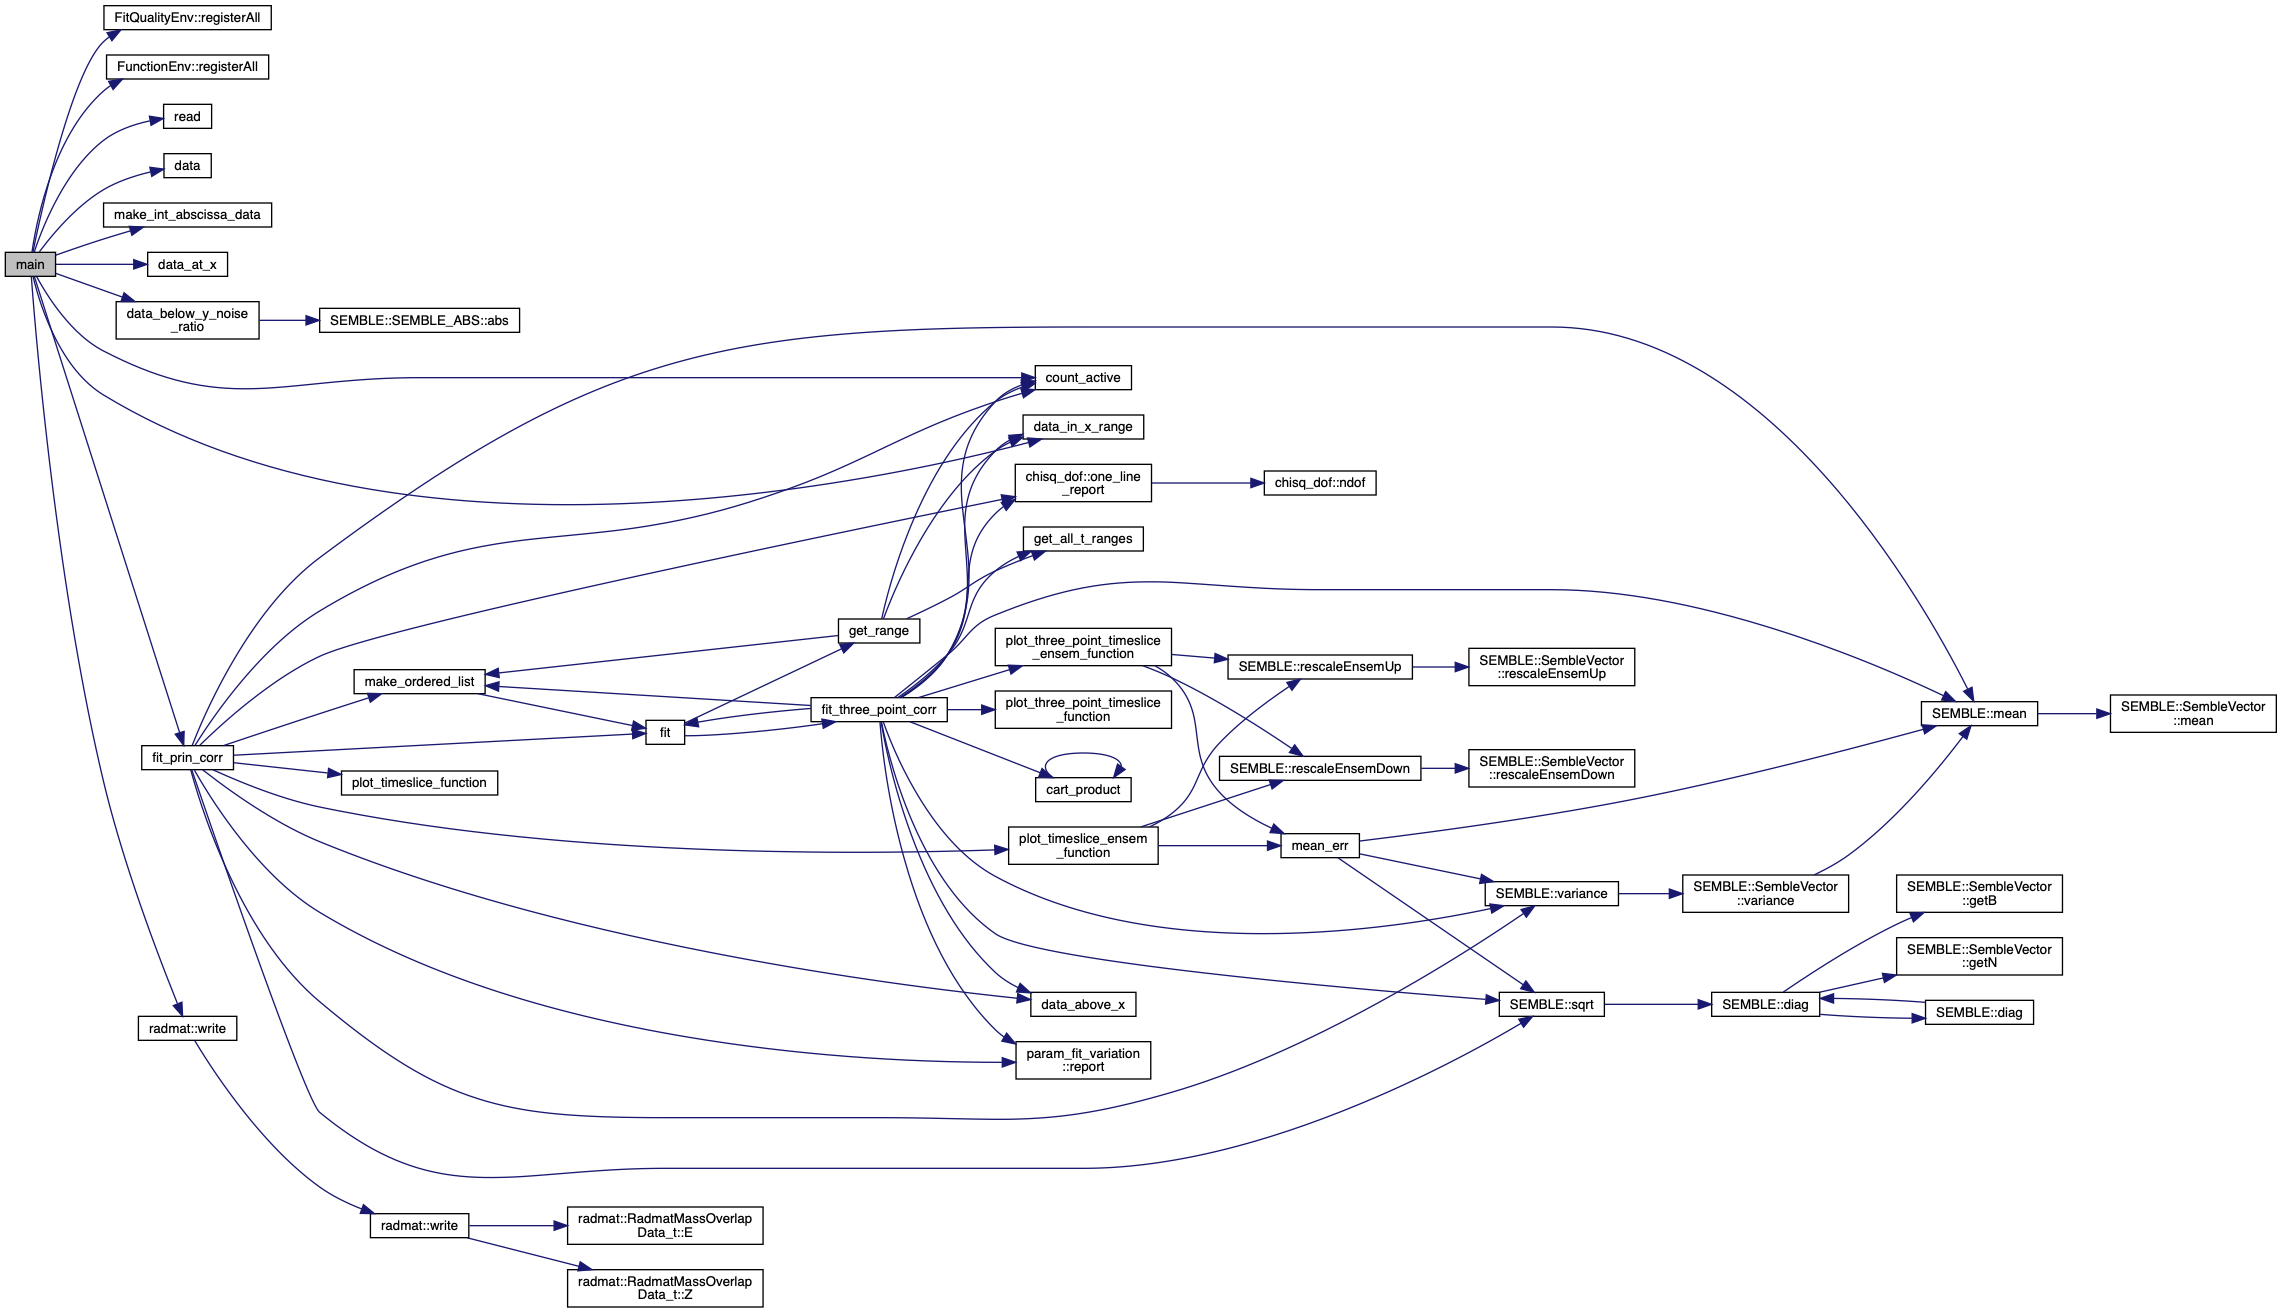 FitQualityEnv::registerAll
FunctionEnv::registerAll
read
data
make_int_abscissa_data
main
data_at_x
data_below_y_noise
_ratio
SEMBLE::SEMBLE_ABS::abs
count_active
data_in_x_range
chisq_dof::one_line
_report
chisq_dof::ndof
get_all_t_ranges
get_range
plot_three_point_timeslice
_ensem_function
SEMBLE::rescaleEnsemUp
SEMBLE::SembleVector
::rescaleEnsemUp
make_ordered_list
fit_three_point_corr
plot_three_point_timeslice
_function
SEMBLE::mean
SEMBLE::SembleVector
::mean
fit
fit_prin_corr
plot_timeslice_function
cart_product
SEMBLE::rescaleEnsemDown
SEMBLE::SembleVector
::rescaleEnsemDown
plot_timeslice_ensem
_function
mean_err
SEMBLE::variance
SEMBLE::SembleVector
::variance
SEMBLE::SembleVector
::getB
SEMBLE::SembleVector
::getN
data_above_x
SEMBLE::sqrt
SEMBLE::diag
SEMBLE::diag
radmat::write
param_fit_variation
::report
radmat::write
radmat::RadmatMassOverlap
Data_t::E
radmat::RadmatMassOverlap
Data_t::Z